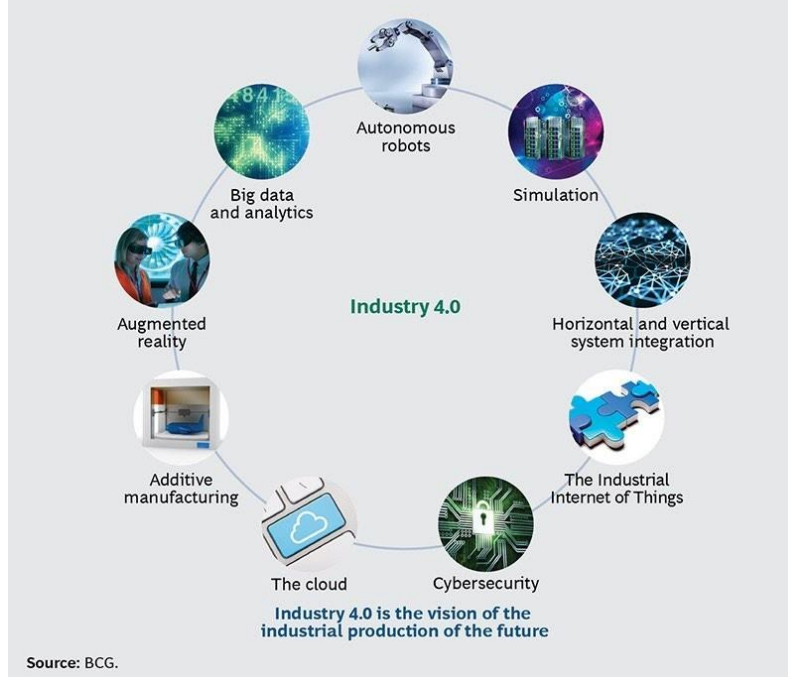 Autonomous
robots
Simulation
Horizontal and vertical
system integration
The Industrial
Internet of Things
Cybersecurity
The cloud
Additive
manufacturing
Augmented
reality
Big data
and analytics
8413
Industry 4.0
Industry 4.0 is the vision of the
industrial production of the future
Source: BCG.